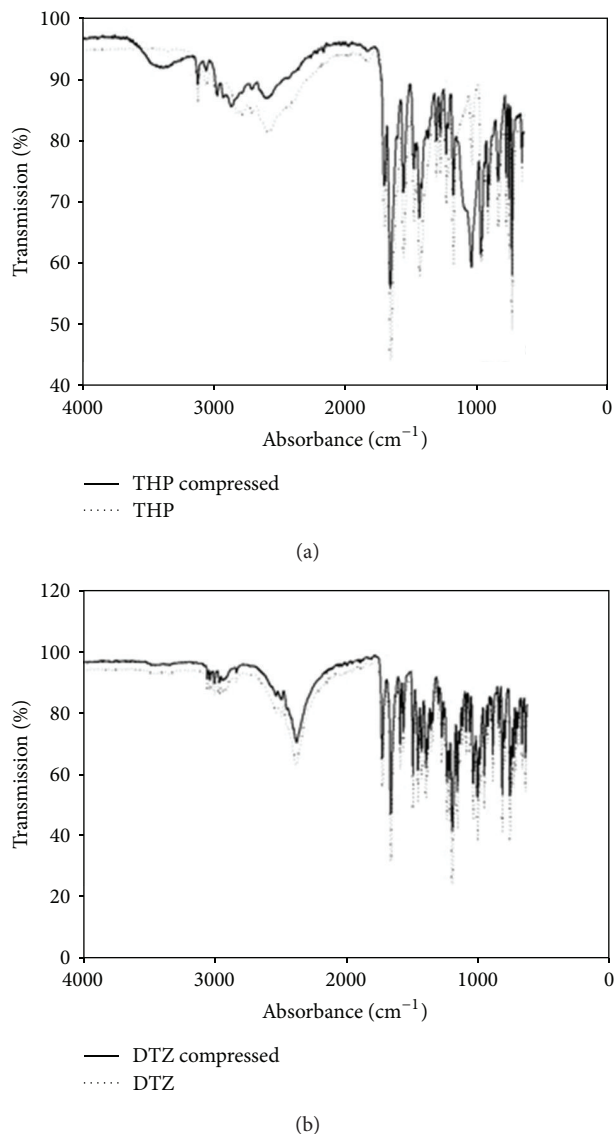 100
90
80
70
60
50
40
Transmission (%)
4000 3000 2000 1000 0
Absorbance (cm⁻¹)
THP compressed
THP
(a)
120
100
80
60
40
20
0
Transmission (%)
4000 3000 2000 1000 0
Absorbance (cm⁻¹)
DTZ compressed
DTZ
(b)